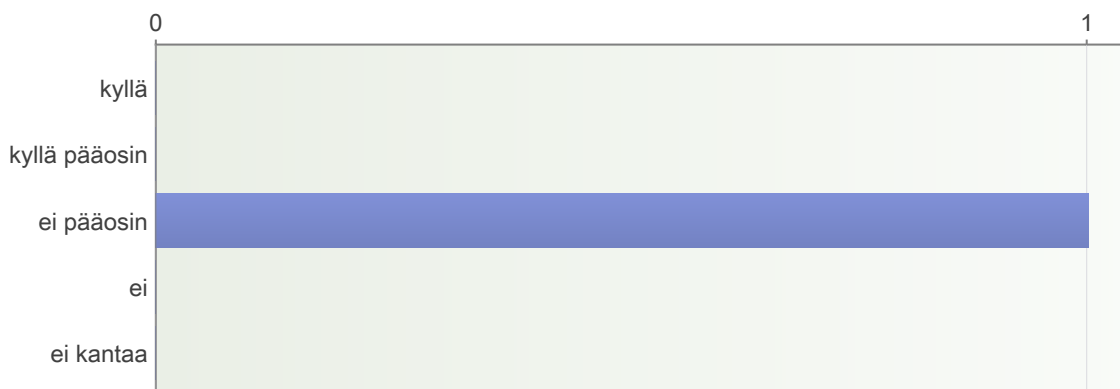 0 1
kyllä
kyllä pääosin
ei pääosin
ei
ei kantaa